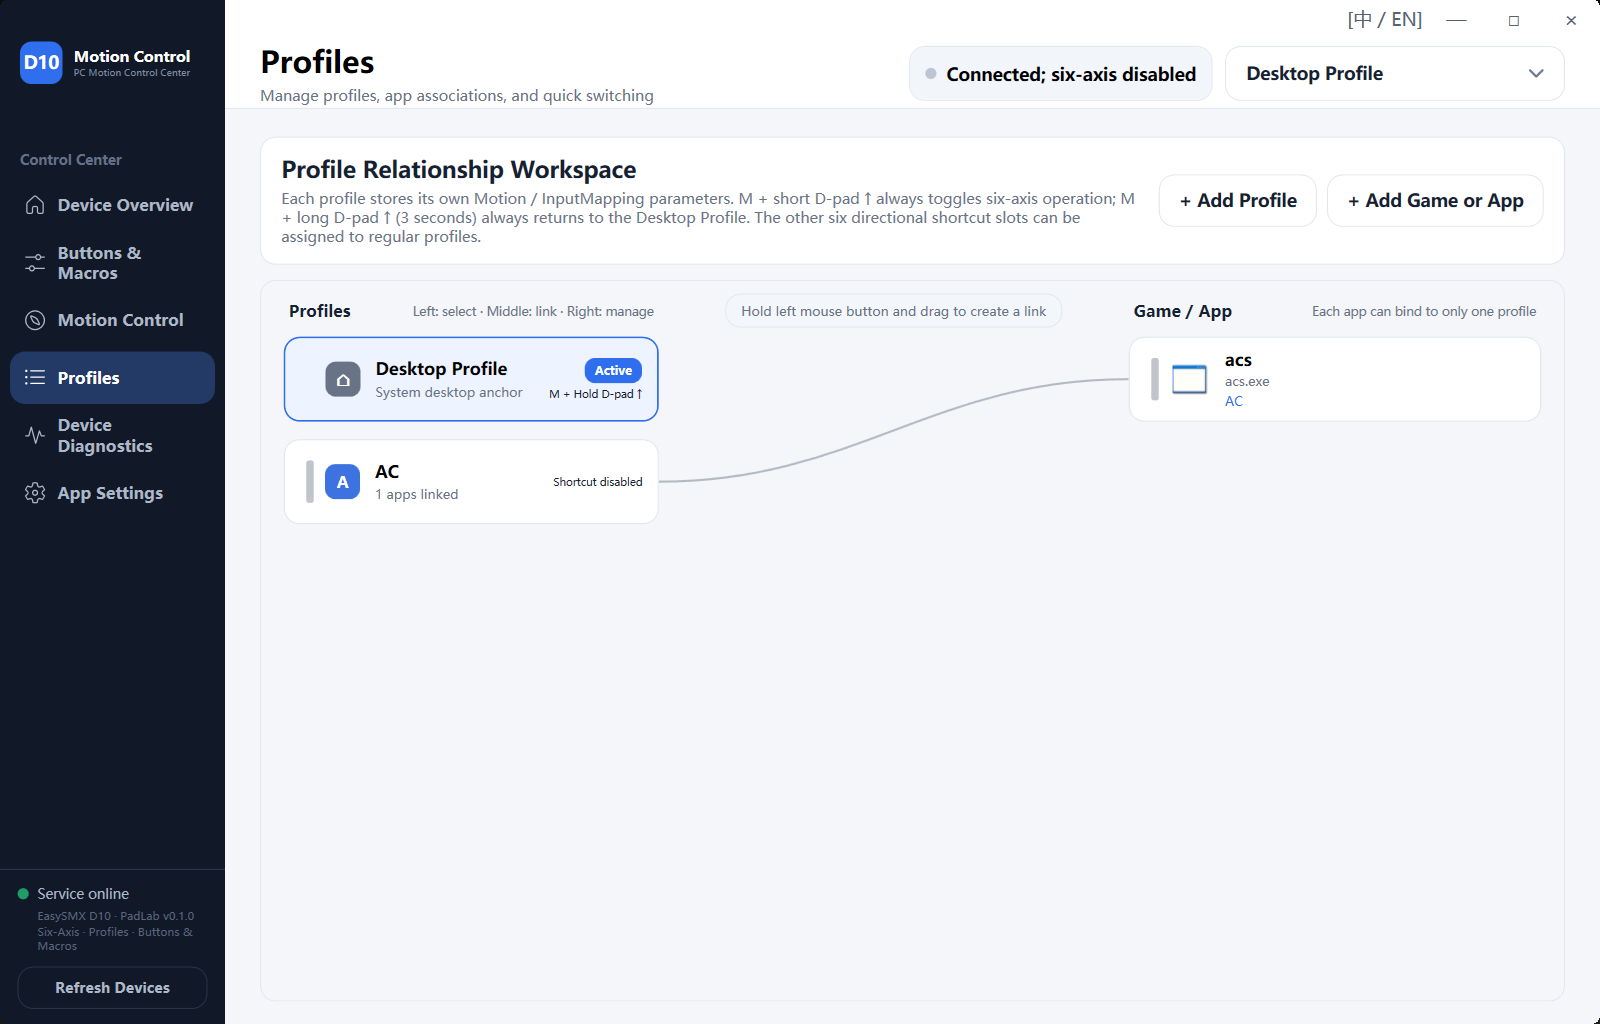 [中 / EN]
D10
Motion Control
PC Motion Control Center
Profiles
Manage profiles, app associations, and quick switching
Connected; six-axis disabled
Desktop Profile
Control Center
Device Overview
Buttons &
Macros
Motion Control
Profiles
Device
Diagnostics
App Settings
Profile Relationship Workspace
Each profile stores its own Motion / InputMapping parameters. M + short D-pad ↑ always toggles six-axis operation; M
+ long D-pad ↑ (3 seconds) always returns to the Desktop Profile. The other six directional shortcut slots can be
assigned to regular profiles.
+ Add Profile
+ Add Game or App
Profiles
Left: select · Middle: link · Right: manage
Hold left mouse button and drag to create a link
Game / App
Each app can bind to only one profile
Desktop Profile
System desktop anchor
Active
M + Hold D-pad ↑
A
AC
1 apps linked
Shortcut disabled
acs
acs.exe
AC
Service online
EasySMX D10 · PadLab v0.1.0
Six-Axis · Profiles · Buttons &
Macros
Refresh Devices